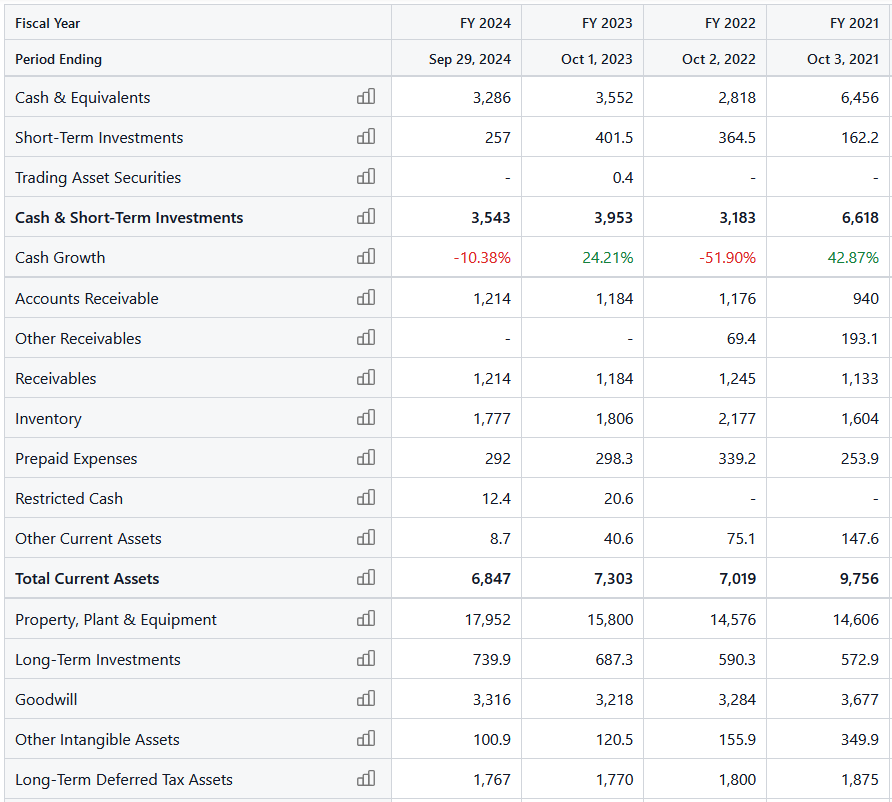 Fiscal Year FY 2024 FY 2023 FY 2022 FY 2021
Period Ending Sep 29, 2024 Oct 1, 2023 Oct 2, 2022 Oct 3, 2021
Cash & Equivalents 3,286 3,552 2,818 6,456
Short-Term Investments 257 401.5 364.5 162.2
Trading Asset Securities - 0.4 - -
Cash & Short-Term Investments 3,543 3,953 3,183 6,618
Cash Growth -10.38% 24.21% -51.90% 42.87%
Accounts Receivable 1,214 1,184 1,176 940
Other Receivables - - 69.4 193.1
Receivables 1,214 1,184 1,245 1,133
Inventory 1,777 1,806 2,177 1,604
Prepaid Expenses 292 298.3 339.2 253.9
Restricted Cash 12.4 20.6 - -
Other Current Assets 8.7 40.6 75.1 147.6
Total Current Assets 6,847 7,303 7,019 9,756
Property, Plant & Equipment 17,952 15,800 14,576 14,606
Long-Term Investments 739.9 687.3 590.3 572.9
Goodwill 3,316 3,218 3,284 3,677
Other Intangible Assets 100.9 120.5 155.9 349.9
Long-Term Deferred Tax Assets 1,767 1,770 1,800 1,875